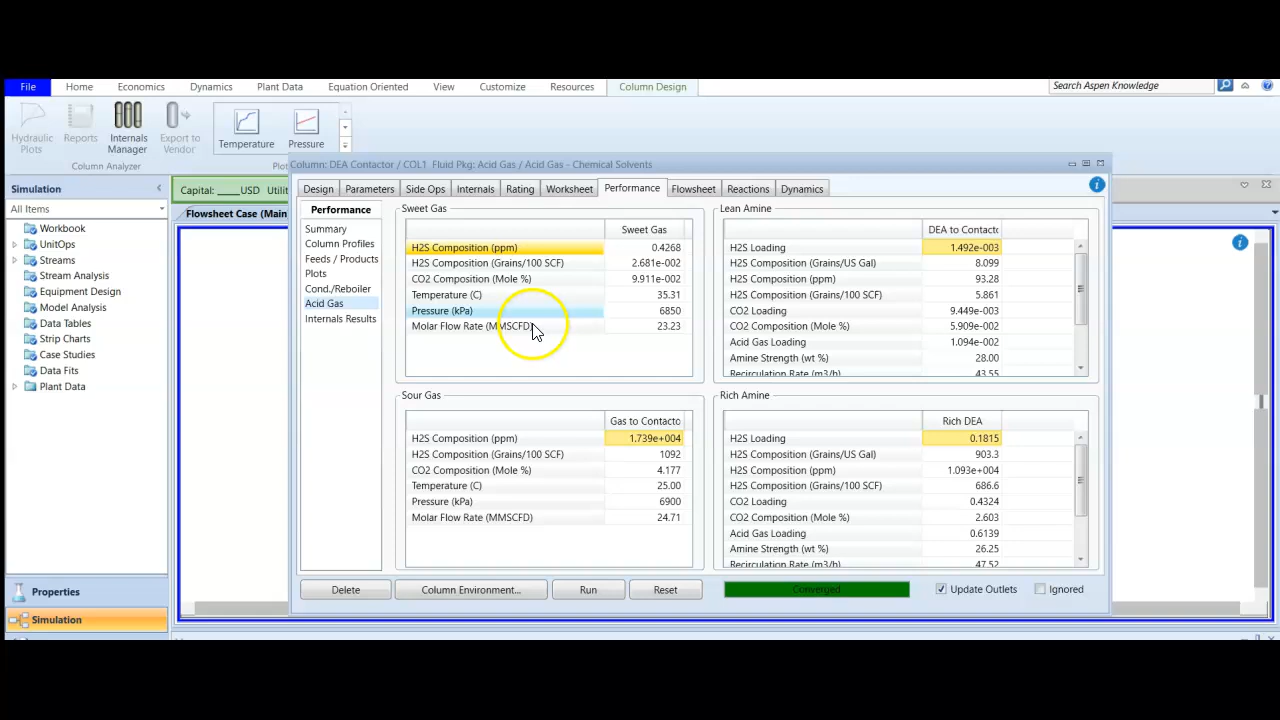 File Home Economics Dynamics Plant Data Equation Oriented View Customize Resources Column Design Search Aspen Knowledge
Hydraulic Plots Reports Internals Manager Export to Vendor Temperature Pressure
Column Analyzer
Column: DEA Contactor / COL1 Fluid Pkg: Acid Gas / Acid Gas - Chemical Solvents
Simulation
Capital: ____USD
All Items
Flowsheet Case (Main
Workbook
UnitOps
Streams
Stream Analysis
Equipment Design
Model Analysis
Data Tables
Strip Charts
Case Studies
Data Fits
Plant Data
Properties
Simulation
Design Parameters Side Ops Internals Rating Worksheet Performance Flowsheet Reactions Dynamics
Performance
Summary
Column Profiles
Feeds / Products
Plots
Cond./Reboiler
Acid Gas
Internals Results
Sweet Gas
Sweet Gas
H2S Composition (ppm) 0.4268
H2S Composition (Grains/100 SCF) 2.681e-002
CO2 Composition (Mole %) 9.911e-002
Temperature (C) 35.31
Pressure (kPa) 6850
Molar Flow Rate (MMSCFD) 23.23
Lean Amine
DEA to Contacto
H2S Loading 1.492e-003
H2S Composition (Grains/US Gal) 8.099
H2S Composition (ppm) 93.28
H2S Composition (Grains/100 SCF) 5.861
CO2 Loading 9.449e-003
CO2 Composition (Mole %) 5.909e-002
Acid Gas Loading 1.094e-002
Amine Strength (wt %) 28.00
Recirculation Rate (m3/h) 43.55
Sour Gas
Gas to Contacto
H2S Composition (ppm) 1.739e+004
H2S Composition (Grains/100 SCF) 1092
CO2 Composition (Mole %) 4.177
Temperature (C) 25.00
Pressure (kPa) 6900
Molar Flow Rate (MMSCFD) 24.71
Rich Amine
Rich DEA
H2S Loading 0.1815
H2S Composition (Grains/US Gal) 903.3
H2S Composition (ppm) 1.093e+004
H2S Composition (Grains/100 SCF) 686.6
CO2 Loading 0.4324
CO2 Composition (Mole %) 2.603
Acid Gas Loading 0.6139
Amine Strength (wt %) 26.25
Recirculation Rate (m3/h) 47.52
Delete Column Environment... Run Reset Converged Update Outlets Ignored